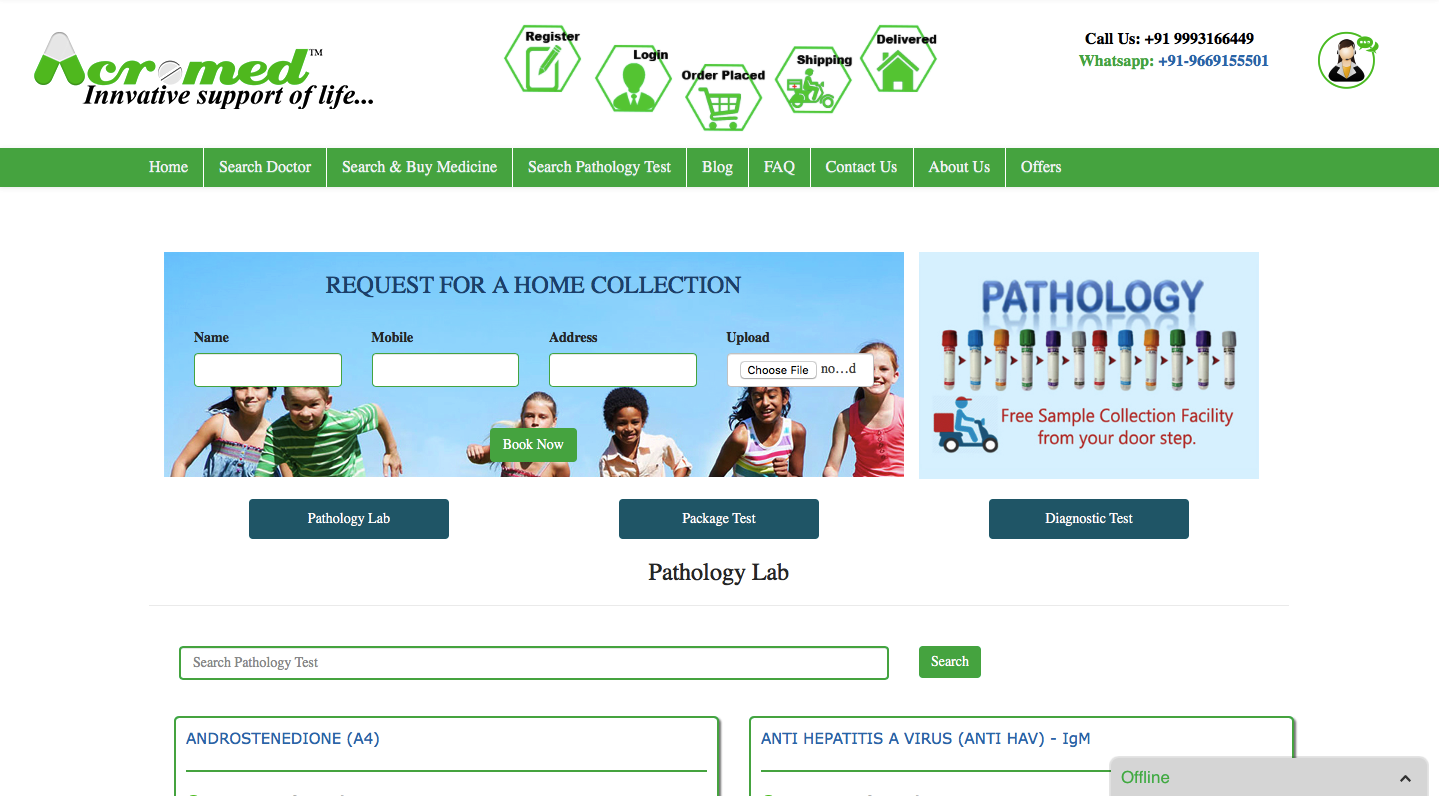 Acromed™
Innvative support of life...
Register
Login
Order Placed
Shipping
Delivered
Call Us: +91 9993166449
Whatsapp: +91-9669155501
Home
Search Doctor
Search & Buy Medicine
Search Pathology Test
Blog
FAQ
Contact Us
About Us
Offers
REQUEST FOR A HOME COLLECTION
Name
Mobile
Address
Upload
Choose File no...d
Book Now
PATHOLOGY
Free Sample Collection Facility
from your door step.
Pathology Lab
Package Test
Diagnostic Test
Pathology Lab
Search Pathology Test
Search
ANDROSTENEDIONE (A4)
ANTI HEPATITIS A VIRUS (ANTI HAV) - IgM
Offline